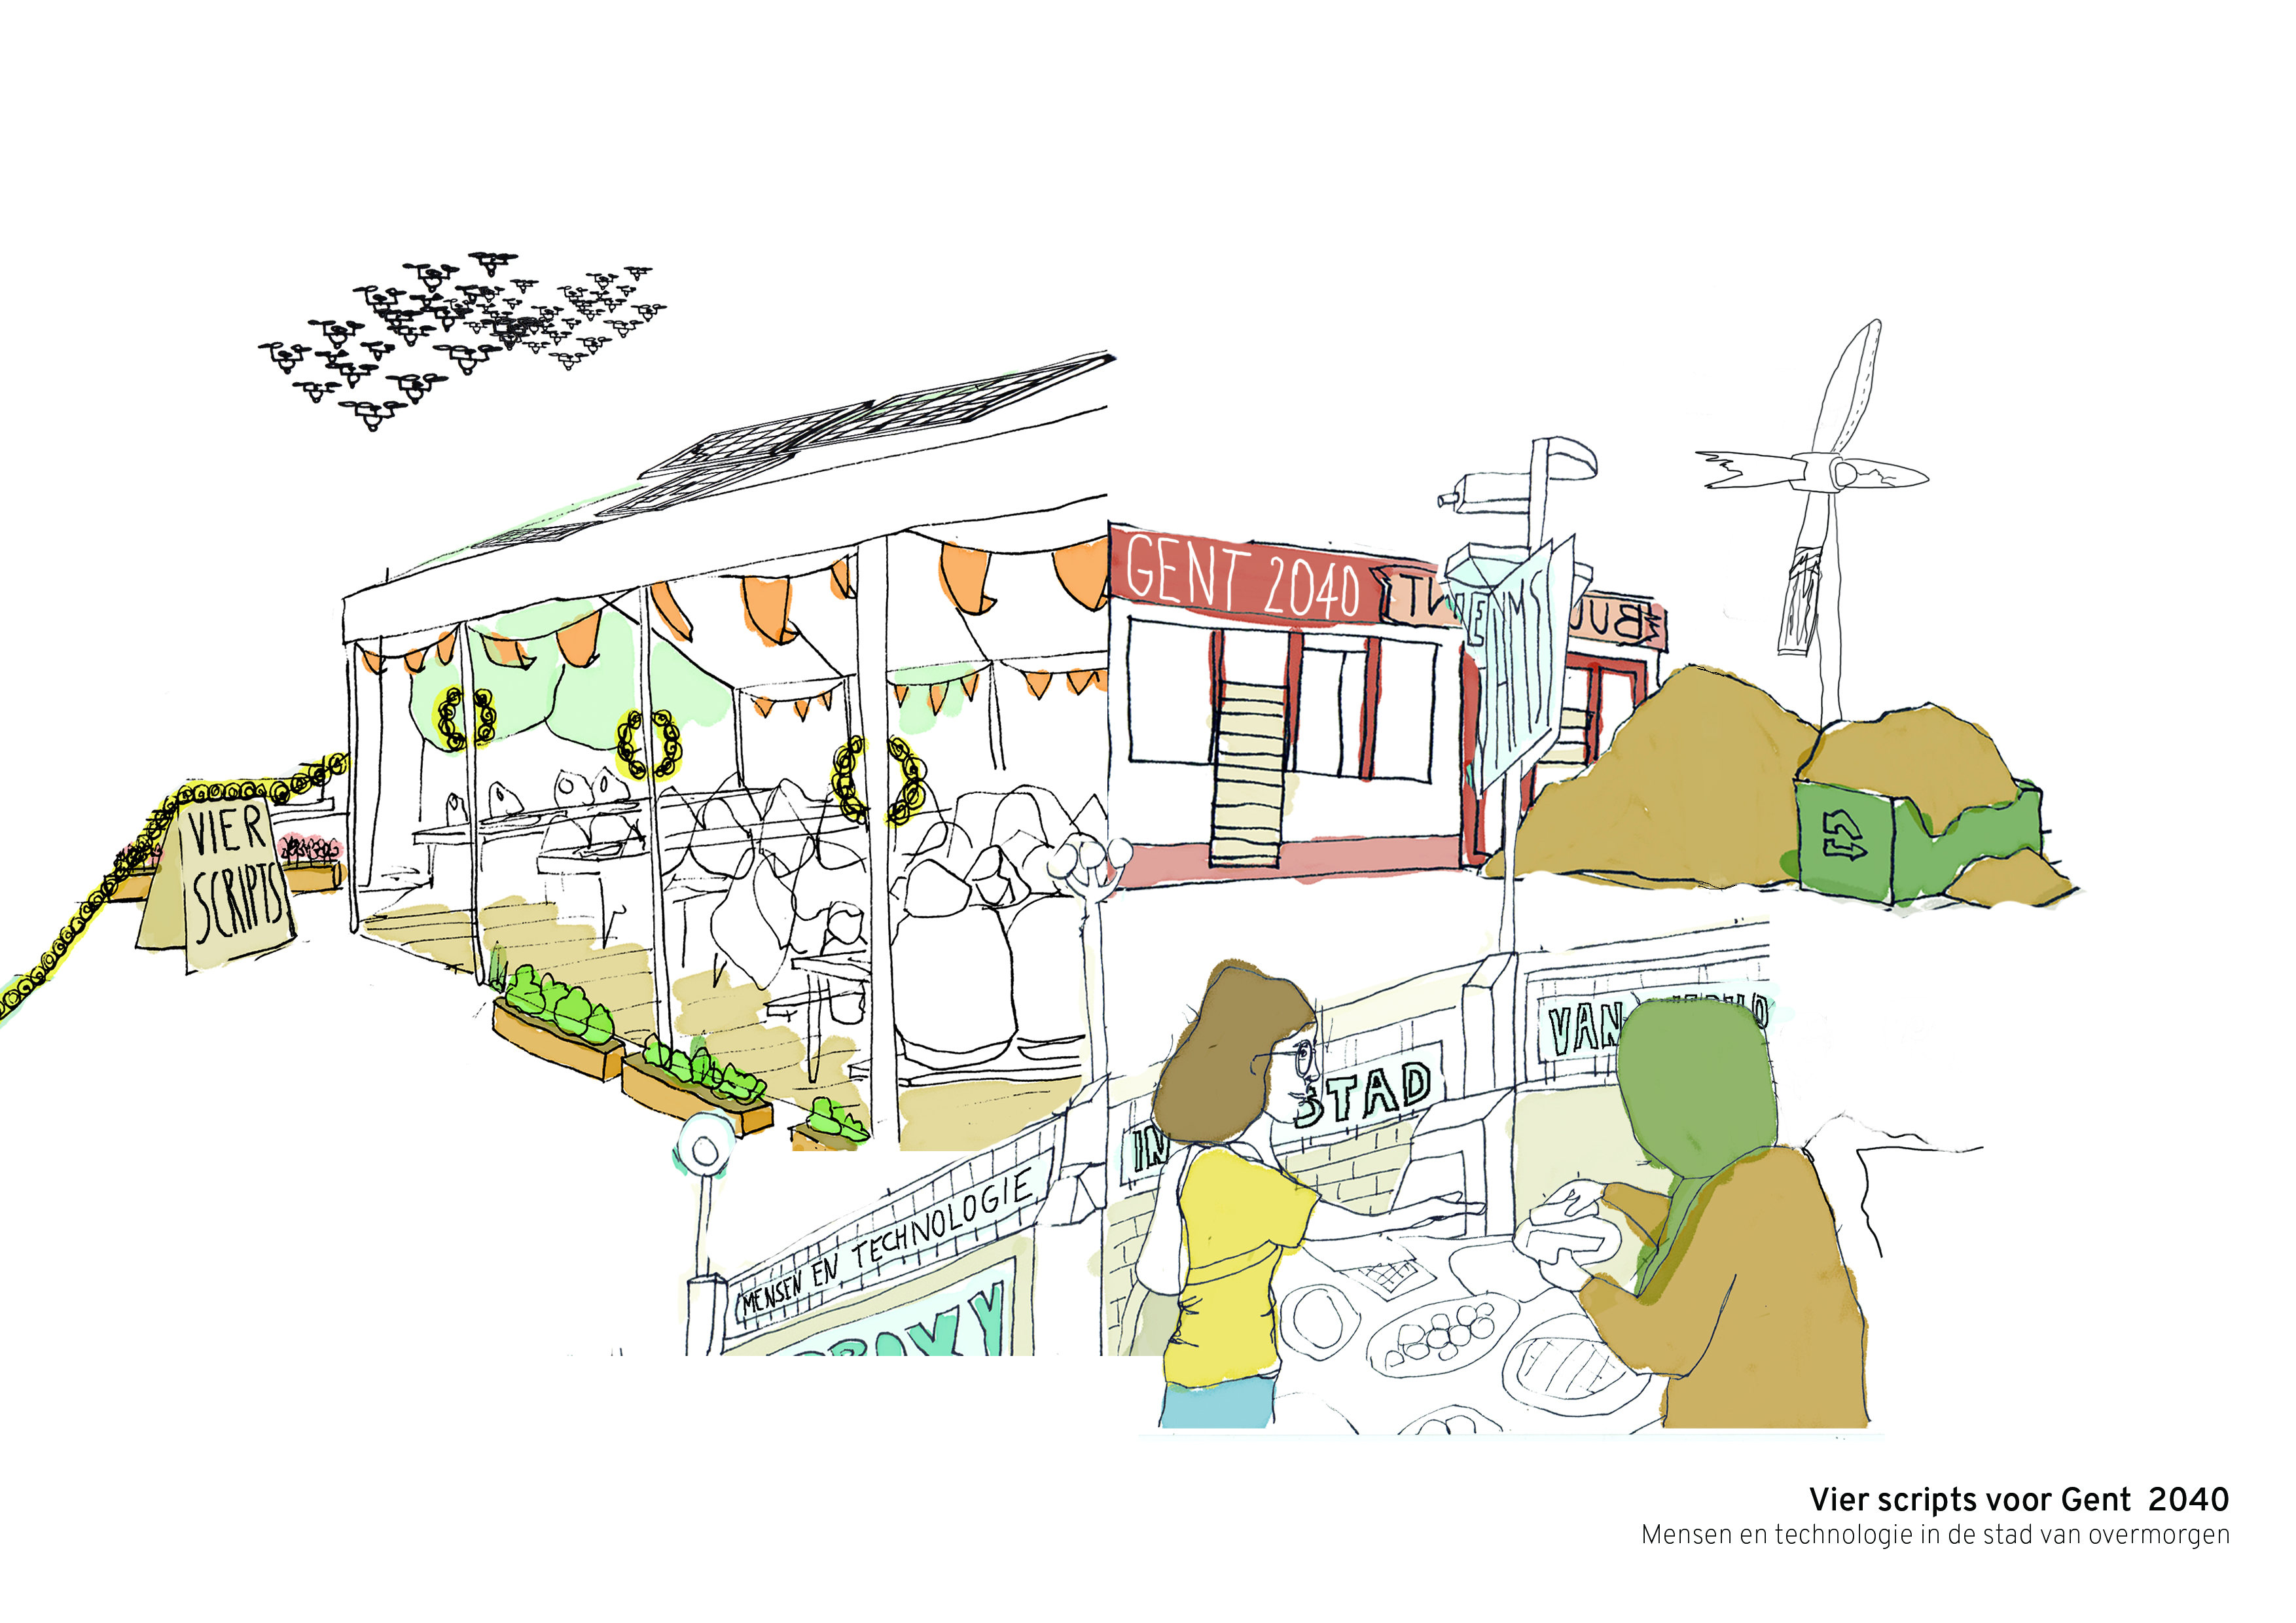 VIER
SCRIPTS
GENT 2040
BUU
MENSEN EN TECHNOLOGIE
IN
STAD
VAN
Vier scripts voor Gent 2040
Mensen en technologie in de stad van overmorgen